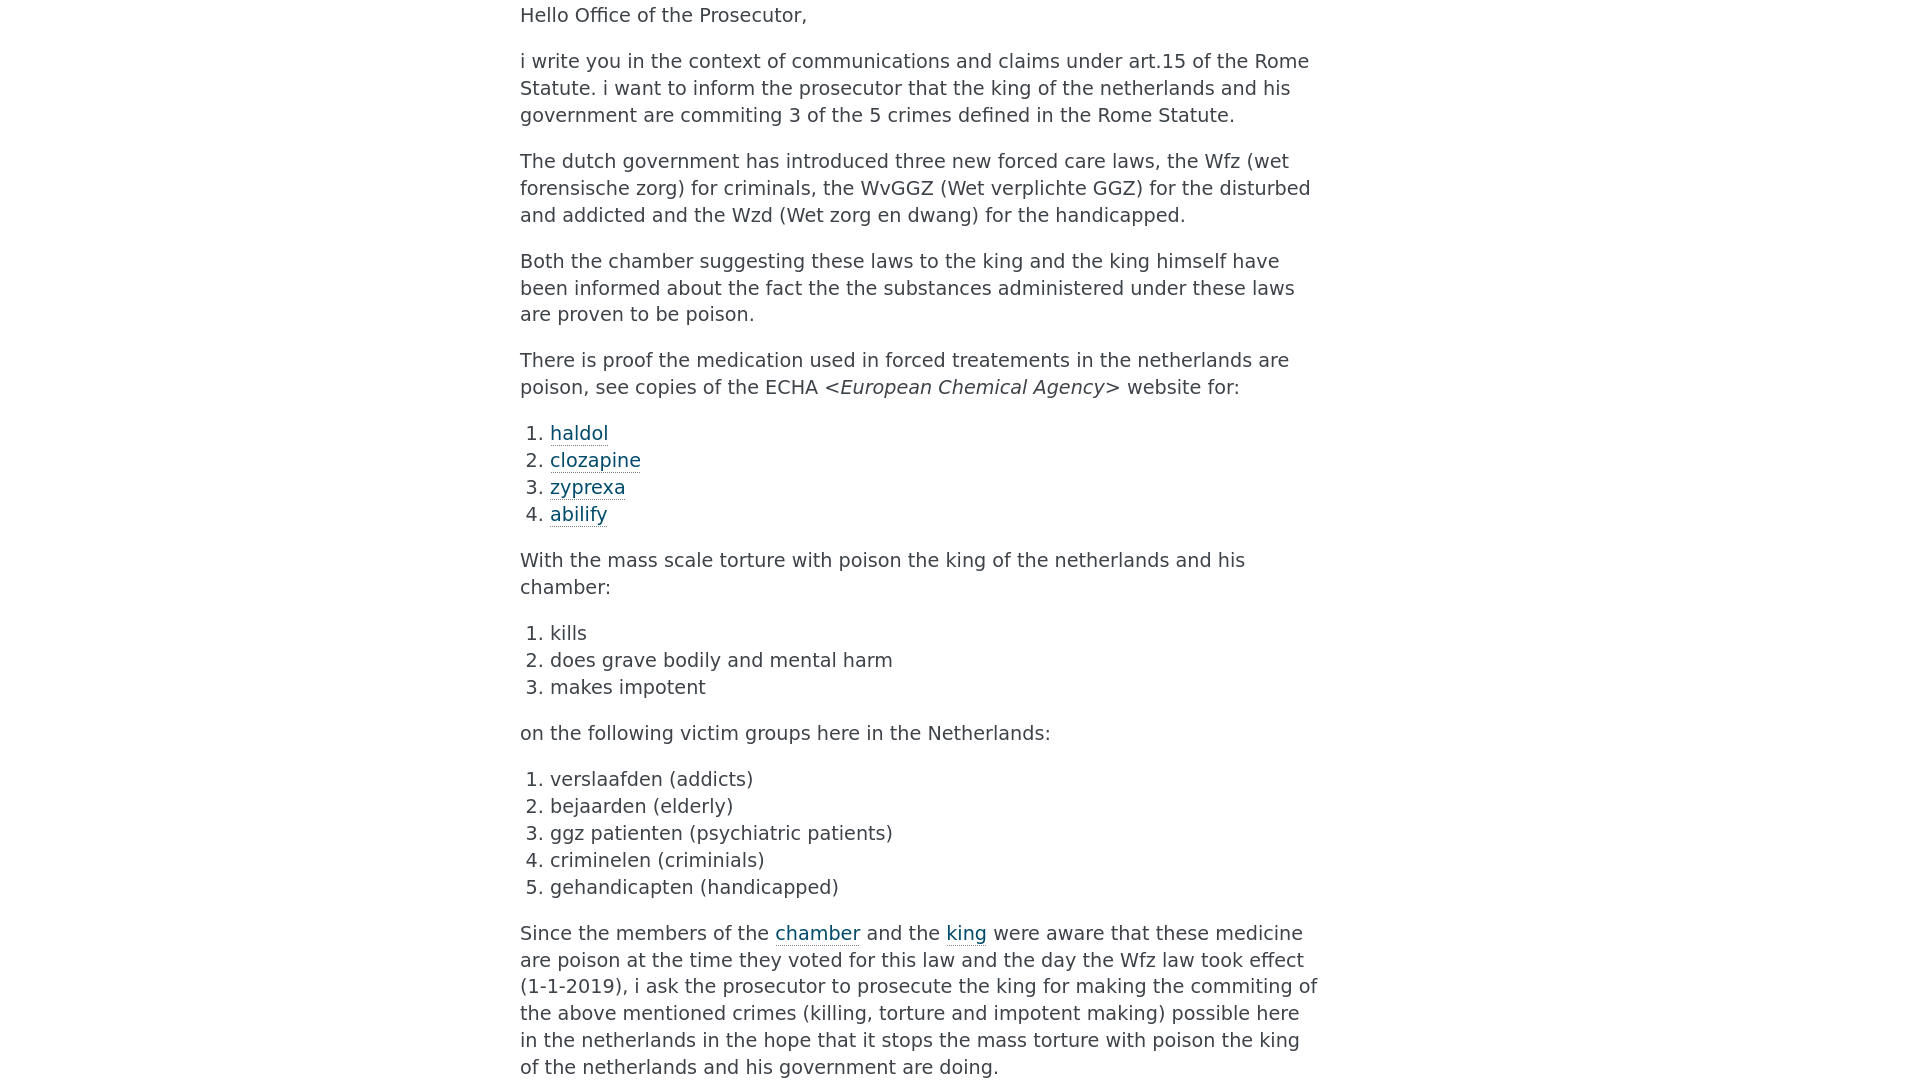 Hello Office of the Prosecutor,
i write you in the context of communications and claims under art.15 of the Rome
Statute. i want to inform the prosecutor that the king of the netherlands and his
government are commiting 3 of the 5 crimes defined in the Rome Statute.
The dutch government has introduced three new forced care laws, the Wfz (wet
forensische zorg) for criminals, the WvGGZ (Wet verplichte GGZ) for the disturbed
and addicted and the Wzd (Wet zorg en dwang) for the handicapped.
Both the chamber suggesting these laws to the king and the king himself have
been informed about the fact the the substances administered under these laws
are proven to be poison.
There is proof the medication used in forced treatements in the netherlands are
poison, see copies of the ECHA <European Chemical Agency> website for:
1. haldol
2. clozapine
3. zyprexa
4. abilify
With the mass scale torture with poison the king of the netherlands and his
chamber:
1. kills
2. does grave bodily and mental harm
3. makes impotent
on the following victim groups here in the Netherlands:
1. verslaafden (addicts)
2. bejaarden (elderly)
3. ggz patienten (psychiatric patients)
4. criminelen (criminials)
5. gehandicapten (handicapped)
Since the members of the chamber and the king were aware that these medicine
are poison at the time they voted for this law and the day the Wfz law took effect
(1-1-2019), i ask the prosecutor to prosecute the king for making the commiting of
the above mentioned crimes (killing, torture and impotent making) possible here
in the netherlands in the hope that it stops the mass torture with poison the king
of the netherlands and his government are doing.